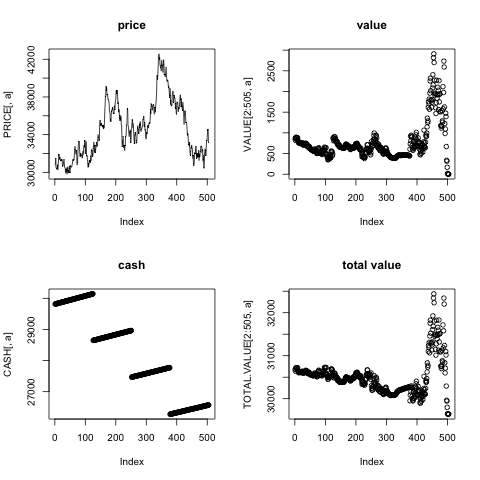 price
PRICE[, a]
30000 34000 38000 42000
0 100 200 300 400 500
Index
value
VALUE[2:505, a]
0 500 1500 2500
0 100 200 300 400 500
Index
cash
CASH[, a]
27000 29000
0 100 200 300 400 500
Index
total value
TOTAL.VALUE[2:505, a]
30000 31000 32000
0 100 200 300 400 500
Index